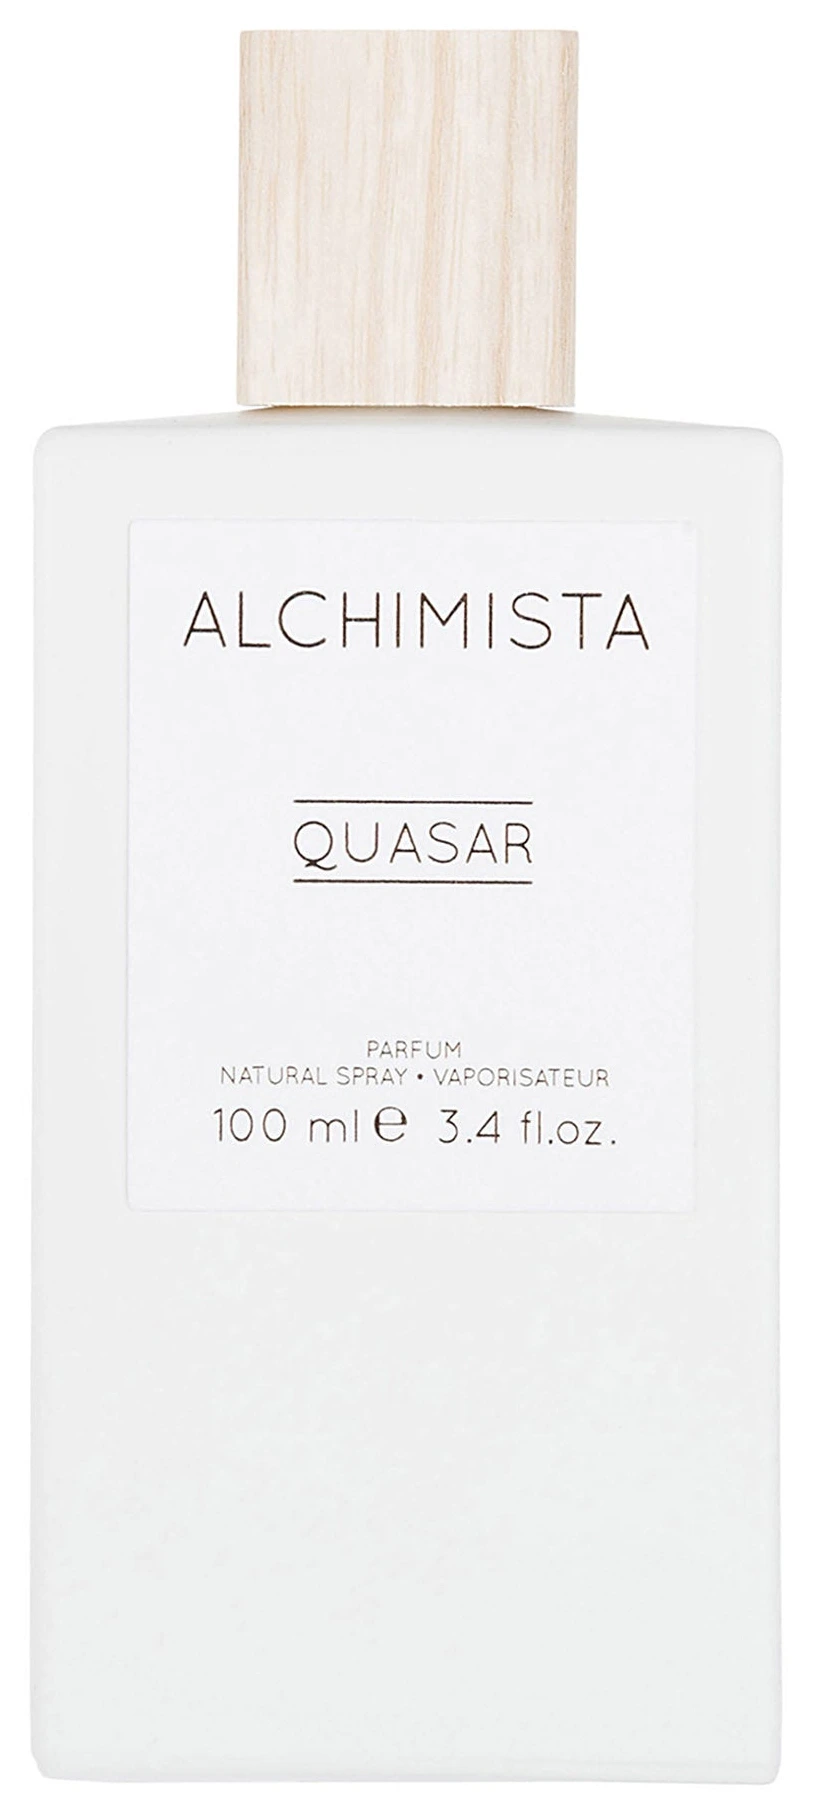 ALCHIMISTA
QUASAR
PARFUM
NATURAL SPRAY • VAPORISATEUR
100 ml ℮ 3.4 fl.oz.